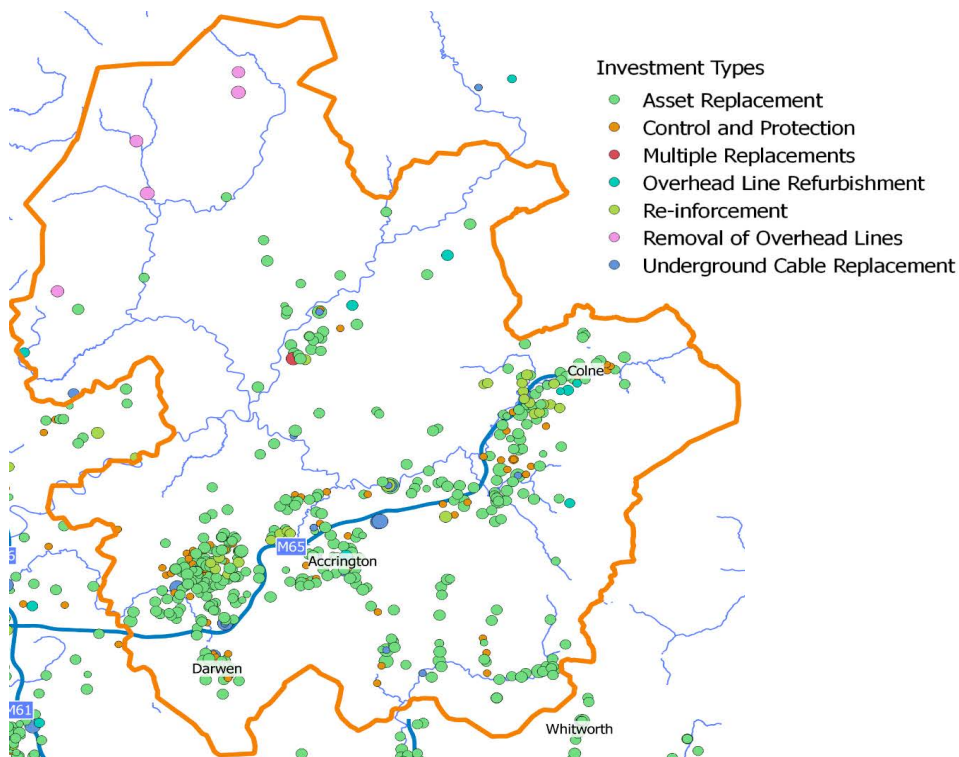 Investment Types
Asset Replacement
Control and Protection
Multiple Replacements
Overhead Line Refurbishment
Re-inforcement
Removal of Overhead Lines
Underground Cable Replacement
Colne
M65
Accrington
Darwen
M61
Whitworth